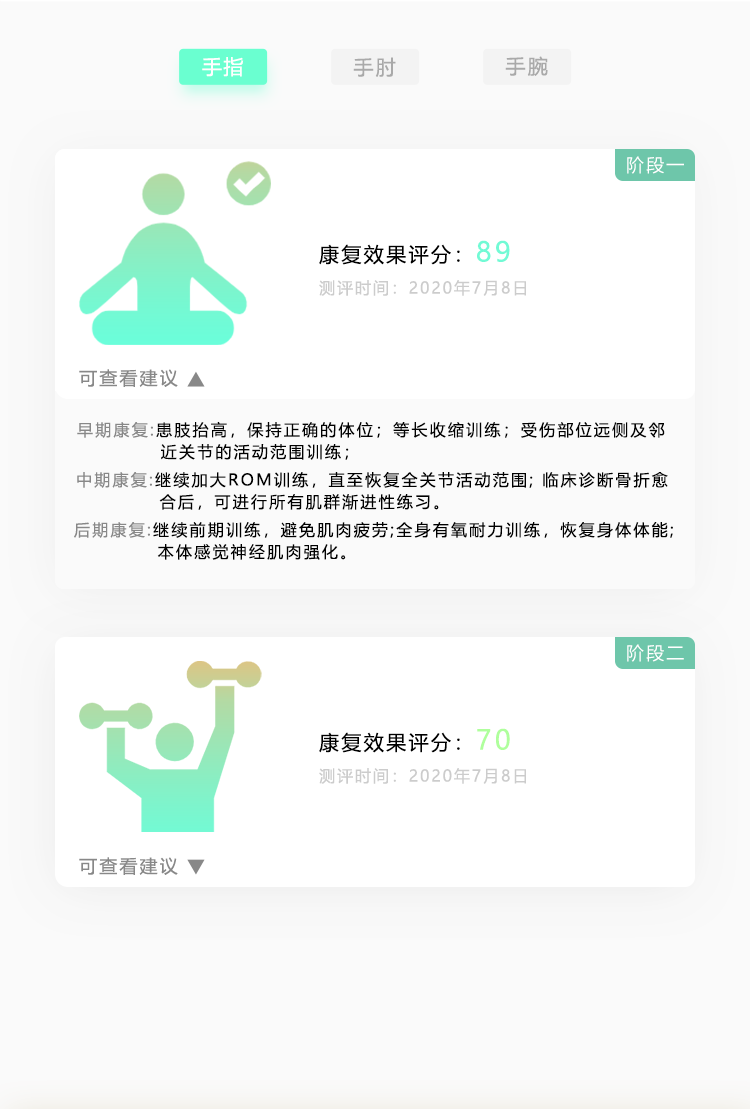 手指 手肘 手腕
阶段一
康复效果评分：89
测评时间：2020年7月8日
可查看建议 ▲
早期康复:患肢抬高，保持正确的体位；等长收缩训练；受伤部位远侧及邻
近关节的活动范围训练；
中期康复:继续加大ROM训练，直至恢复全关节活动范围; 临床诊断骨折愈
合后，可进行所有肌群渐进性练习。
后期康复:继续前期训练，避免肌肉疲劳;全身有氧耐力训练，恢复身体体能;
本体感觉神经肌肉强化。
阶段二
康复效果评分：70
测评时间：2020年7月8日
可查看建议 ▼